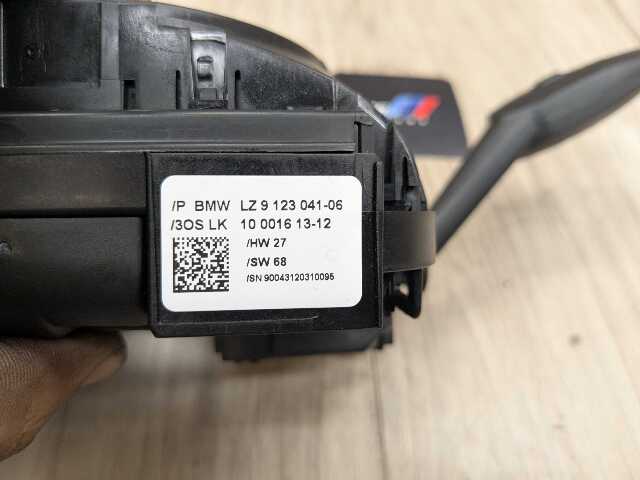 /P BMW LZ 9 123 041-06
/3OS LK 10 0016 13-12
/HW 27
/SW 68
/SN 90043120310095